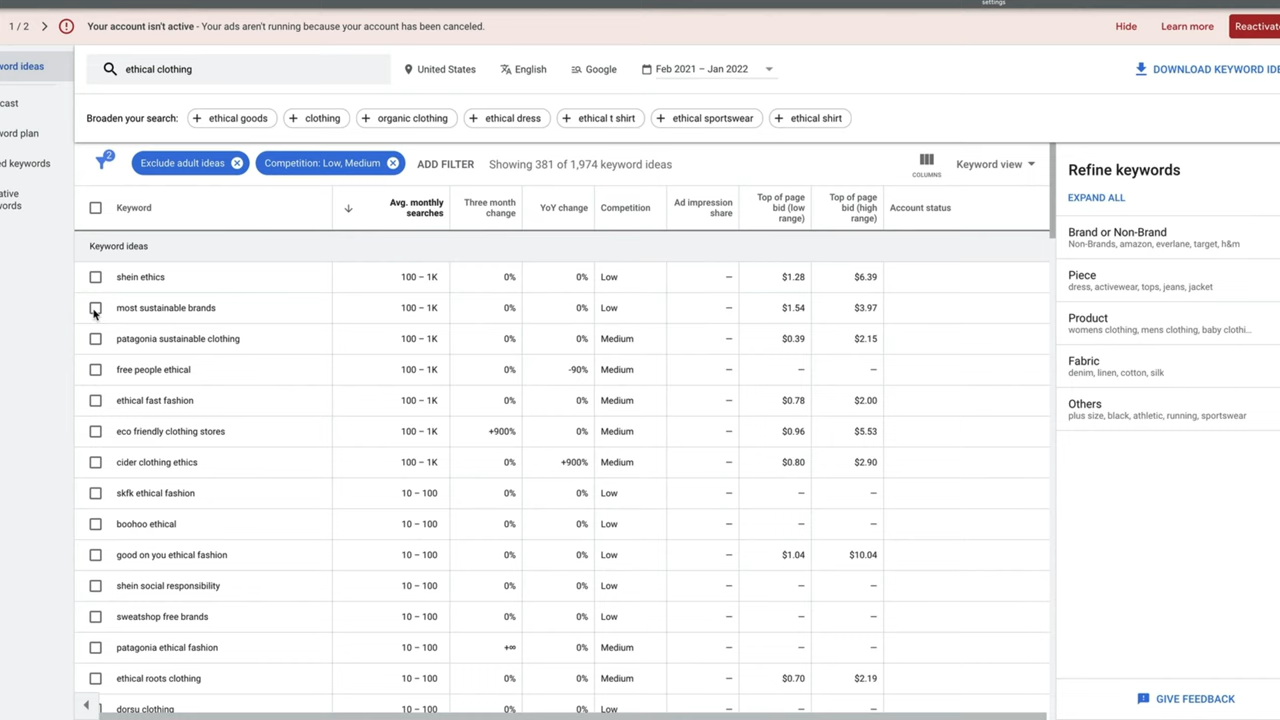 settings
1 / 2
Your account isn't active - Your ads aren't running because your account has been canceled.
Hide
Learn more
Reactivat
word ideas
cast
word plan
ed keywords
ative
words
ethical clothing
United States
English
Google
Feb 2021 – Jan 2022
DOWNLOAD KEYWORD IDE
Broaden your search:
+ ethical goods
+ clothing
+ organic clothing
+ ethical dress
+ ethical t shirt
+ ethical sportswear
+ ethical shirt
2
Exclude adult ideas
Competition: Low, Medium
ADD FILTER
Showing 381 of 1,974 keyword ideas
COLUMNS
Keyword view
Keyword
Avg. monthly
searches
Three month
change
YoY change
Competition
Ad impression
share
Top of page
bid (low
range)
Top of page
bid (high
range)
Account status
Keyword ideas
shein ethics 100 – 1K 0% 0% Low – $1.28 $6.39
most sustainable brands 100 – 1K 0% 0% Low – $1.54 $3.97
patagonia sustainable clothing 100 – 1K 0% 0% Medium – $0.39 $2.15
free people ethical 100 – 1K 0% -90% Medium – – –
ethical fast fashion 100 – 1K 0% 0% Medium – $0.78 $2.00
eco friendly clothing stores 100 – 1K +900% 0% Medium – $0.96 $5.53
cider clothing ethics 100 – 1K 0% +900% Medium – $0.80 $2.90
skfk ethical fashion 10 – 100 0% 0% Low – – –
boohoo ethical 10 – 100 0% 0% Low – – –
good on you ethical fashion 10 – 100 0% 0% Low – $1.04 $10.04
shein social responsibility 10 – 100 0% 0% Low – – –
sweatshop free brands 10 – 100 0% 0% Low – – –
patagonia ethical fashion 10 – 100 +∞ 0% Medium – – –
ethical roots clothing 10 – 100 0% 0% Medium – $0.70 $2.19
dorsu clothing 10 – 100 0% 0% Medium – – –
Refine keywords
EXPAND ALL
Brand or Non-Brand
Non-Brands, amazon, everlane, target, h&m
Piece
dress, activewear, tops, jeans, jacket
Product
womens clothing, mens clothing, baby clothi...
Fabric
denim, linen, cotton, silk
Others
plus size, black, athletic, running, sportswear
GIVE FEEDBACK